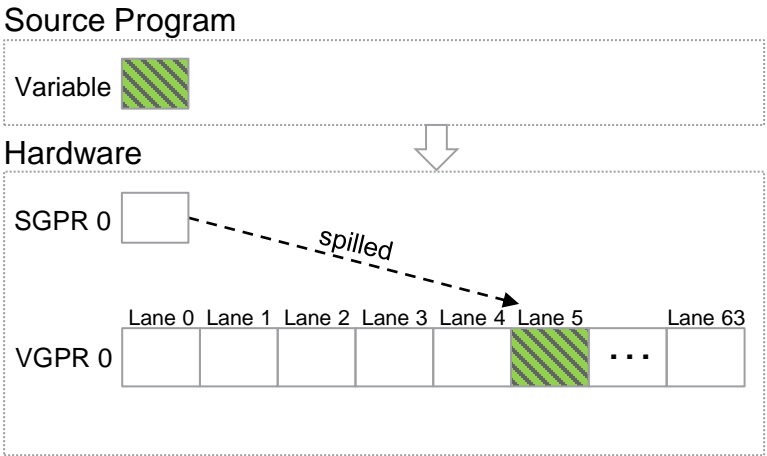 Source Program
Variable
Hardware
SGPR 0
spilled
Lane 0 Lane 1 Lane 2 Lane 3 Lane 4 Lane 5 Lane 63
VGPR 0 ...